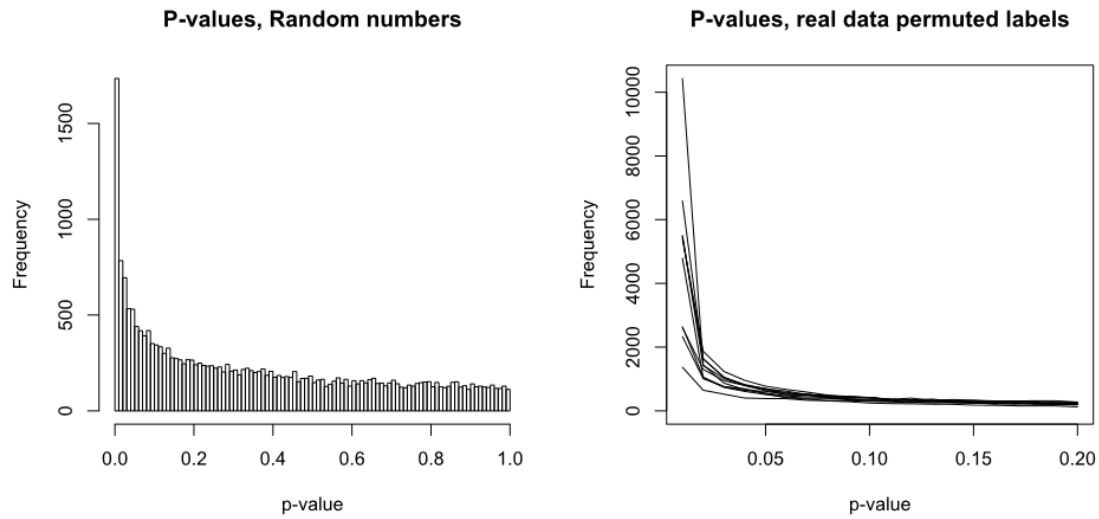 P-values, Random numbers
Frequency
0
500
1000
1500
0.0 0.2 0.4 0.6 0.8 1.0
p-value
P-values, real data permuted labels
Frequency
0
2000
4000
6000
8000
10000
0.05 0.10 0.15 0.20
p-value